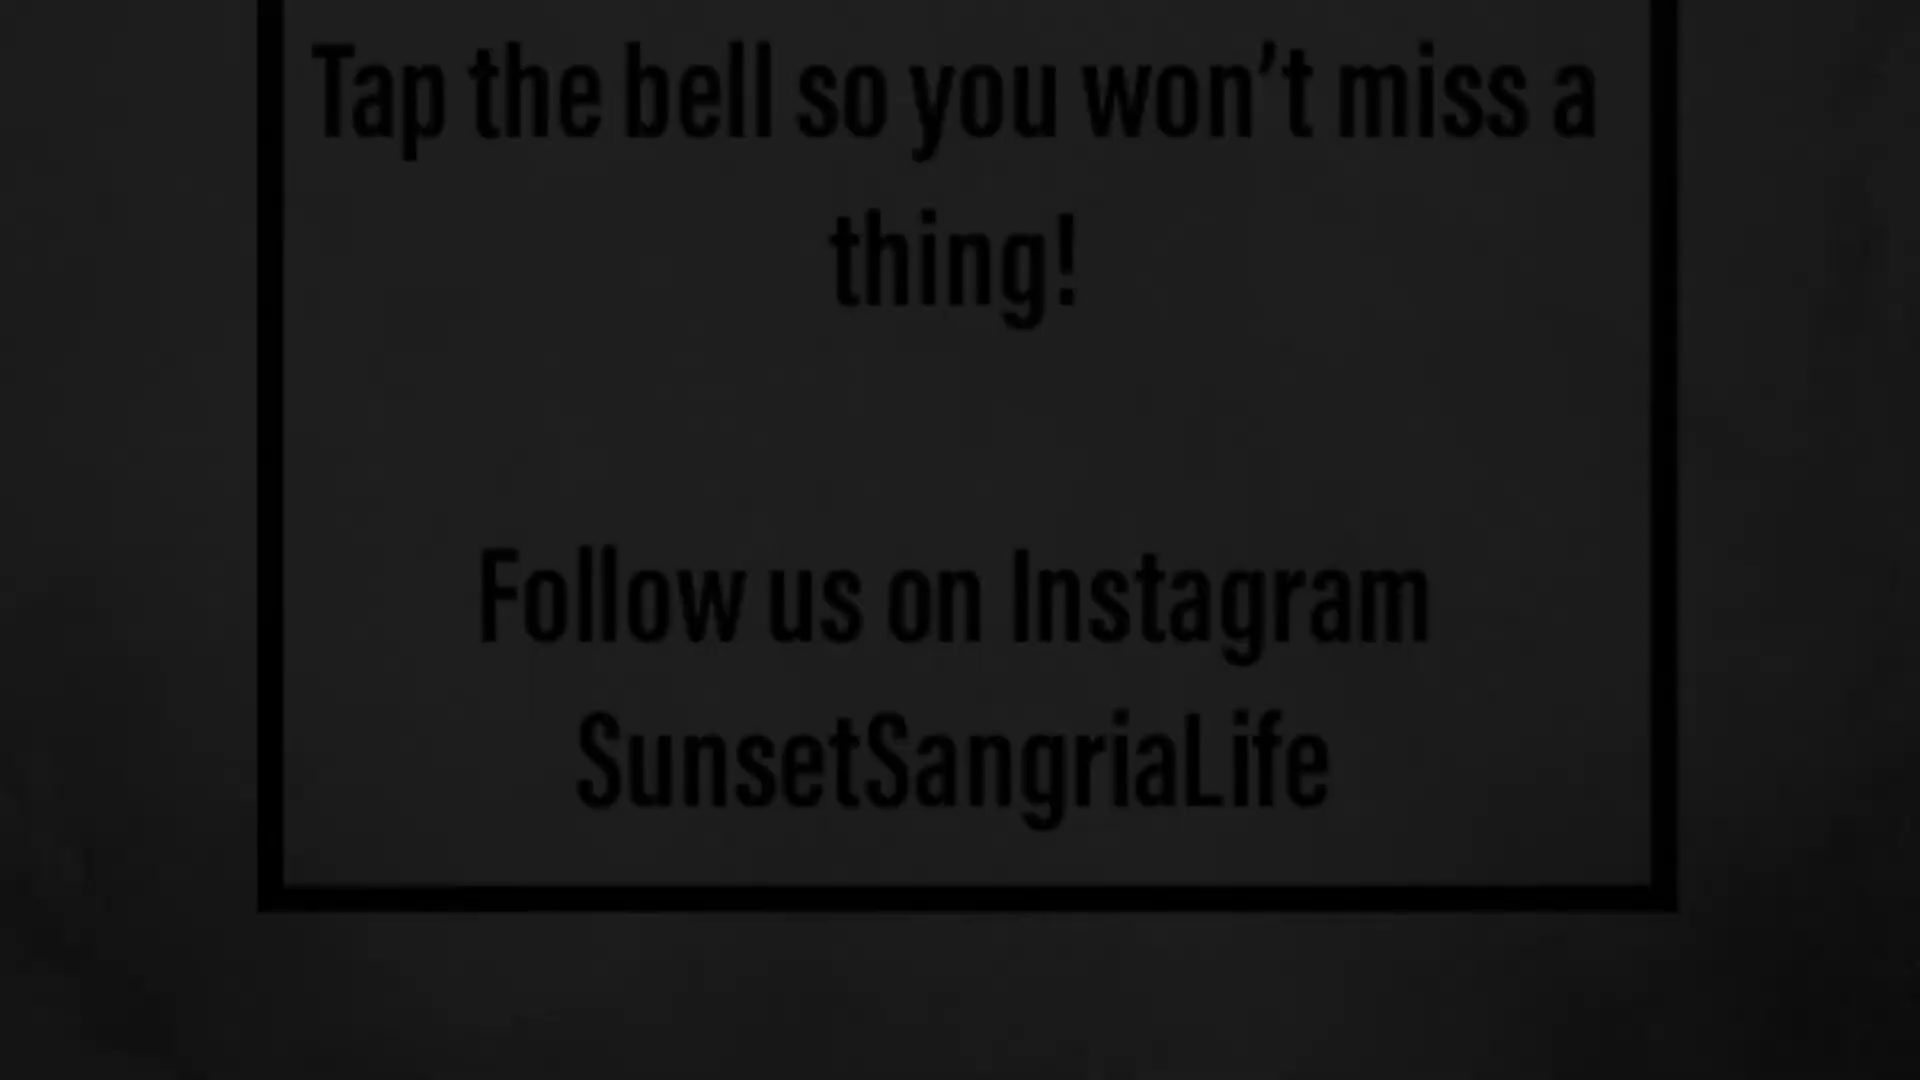 Tap the bell so you won’t miss a
thing!
Follow us on Instagram
SunsetSangriaLife